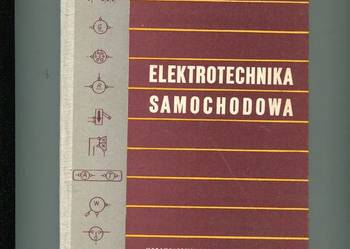 ELEKTROTECHNIKA
SAMOCHODOWA
A T
W